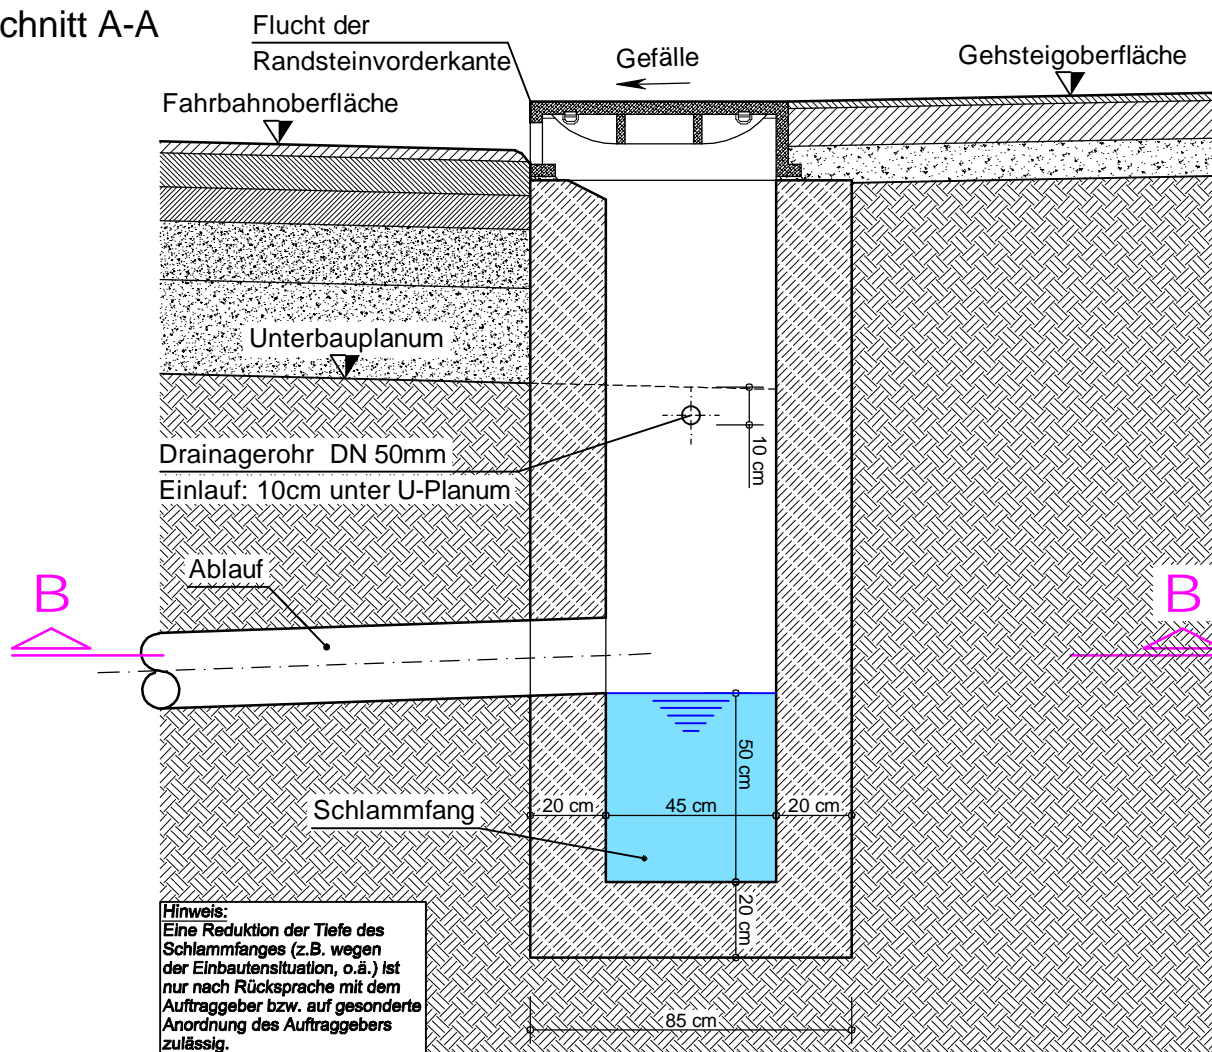 chnitt A-A
Flucht der
Randsteinvorderkante
Gefälle
Gehsteigoberfläche
Fahrbahnoberfläche
Unterbauplanum
10 cm
Drainagerohr DN 50mm
Einlauf: 10cm unter U-Planum
Ablauf
B
B
50 cm
Schlammfang
20 cm
45 cm
20 cm
20 cm
Hinweis:
Eine Reduktion der Tiefe des
Schlammfanges (z.B. wegen
der Einbautensituation, o.ä.) ist
nur nach Rücksprache mit dem
Auftraggeber bzw. auf gesonderte
Anordnung des Auftraggebers
zulässig.
85 cm